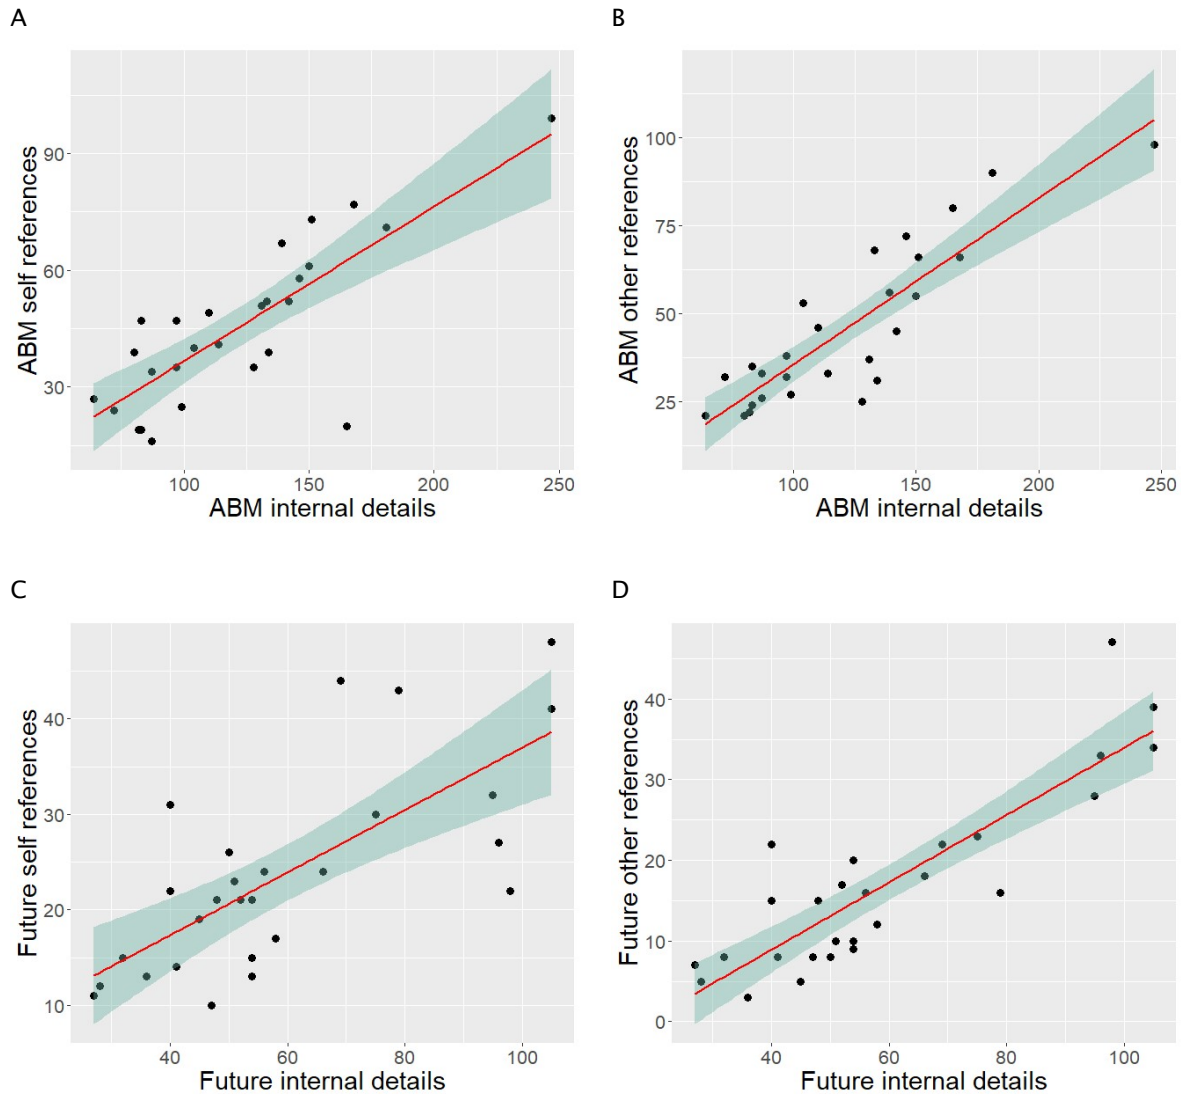 A
B
90
60
30
ABM self references
100
150
200
250
ABM internal details
100
75
50
25
ABM other references
100
150
200
250
ABM internal details
C
D
40
30
20
10
Future self references
40
60
80
100
Future internal details
40
30
20
10
0
Future other references
40
60
80
100
Future internal details